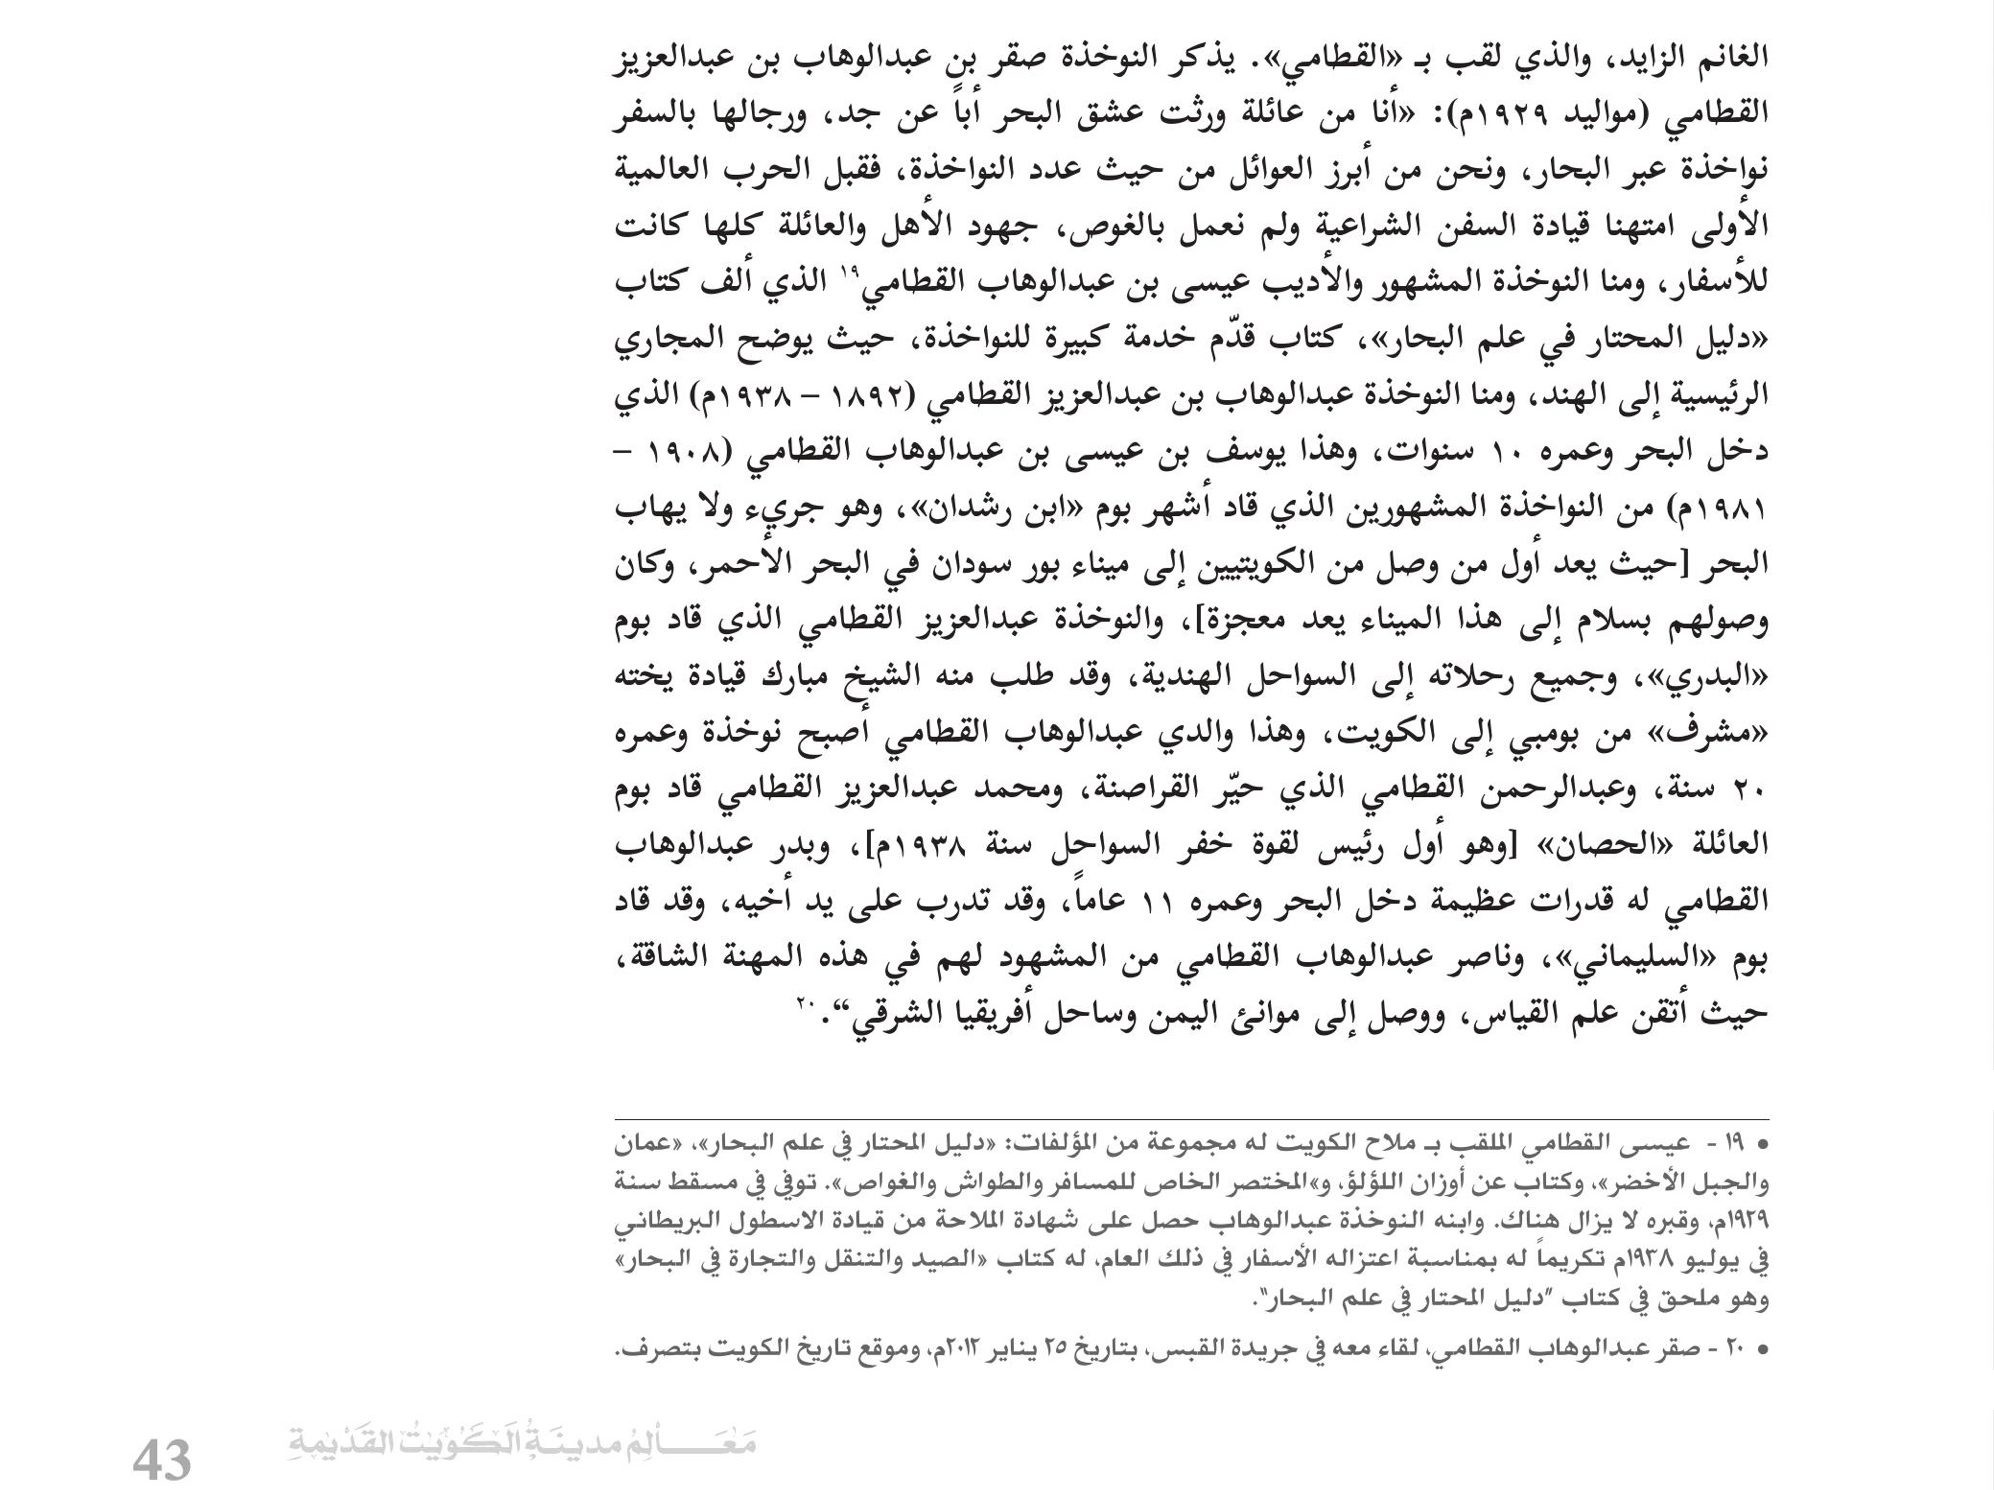 الغانم الزايد، والذي لقب بـ «القطامي». يذكر النوخذة صقر بن عبدالوهاب بن عبدالعزيز
القطامي (مواليد ١٩٢٩م): «أنا من عائلة ورثت عشق البحر أباً عن جد، ورجالها بالسفر
نواخذة عبر البحار، ونحن من أبرز العوائل من حيث عدد النواخذة، فقبل الحرب العالمية
الأولى امتهنا قيادة السفن الشراعية ولم نعمل بالغوص، جهود الأهل والعائلة كلها كانت
للأسفار، ومنا النوخذة المشهور والأديب عيسى بن عبدالوهاب القطامي١٩ الذي ألف كتاب
«دليل المحتار في علم البحار»، كتاب قدّم خدمة كبيرة للنواخذة، حيث يوضح المجاري
الرئيسية إلى الهند، ومنا النوخذة عبدالوهاب بن عبدالعزيز القطامي (١٨٩٢ – ١٩٣٨م) الذي
دخل البحر وعمره ١٠ سنوات، وهذا يوسف بن عيسى بن عبدالوهاب القطامي (١٩٠٨ –
١٩٨١م) من النواخذة المشهورين الذي قاد أشهر بوم «ابن رشدان»، وهو جريء ولا يهاب
البحر [حيث يعد أول من وصل من الكويتيين إلى ميناء بور سودان في البحر الأحمر، وكان
وصولهم بسلام إلى هذا الميناء يعد معجزة]، والنوخذة عبدالعزيز القطامي الذي قاد بوم
«البدري»، وجميع رحلاته إلى السواحل الهندية، وقد طلب منه الشيخ مبارك قيادة يخته
«مشرف» من بومبي إلى الكويت، وهذا والدي عبدالوهاب القطامي أصبح نوخذة وعمره
٢٠ سنة، وعبدالرحمن القطامي الذي حيّر القراصنة، ومحمد عبدالعزيز القطامي قاد بوم
العائلة «الحصان» [وهو أول رئيس لقوة خفر السواحل سنة ١٩٣٨م]، وبدر عبدالوهاب
القطامي له قدرات عظيمة دخل البحر وعمره ١١ عاماً، وقد تدرب على يد أخيه، وقد قاد
بوم «السليماني»، وناصر عبدالوهاب القطامي من المشهود لهم في هذه المهنة الشاقة،
حيث أتقن علم القياس، ووصل إلى موانئ اليمن وساحل أفريقيا الشرقي“.٢٠
• ١٩ - عيسى القطامي الملقب بـ ملاح الكويت له مجموعة من المؤلفات: «دليل المحتار في علم البحار»، «عمان
والجبل الأخضر»، وكتاب عن أوزان اللؤلؤ، و»المختصر الخاص للمسافر والطواش والغواص». توفي في مسقط سنة
١٩٢٩م، وقبره لا يزال هناك. وابنه النوخذة عبدالوهاب حصل على شهادة الملاحة من قيادة الاسطول البريطاني
في يوليو ١٩٣٨م تكريماً له بمناسبة اعتزاله الأسفار في ذلك العام، له كتاب «الصيد والتنقل والتجارة في البحار»
وهو ملحق في كتاب "دليل المحتار في علم البحار".
• ٢٠ - صقر عبدالوهاب القطامي، لقاء معه في جريدة القبس، بتاريخ ٢٥ يناير ٢٠١٢م، وموقع تاريخ الكويت بتصرف.
مَعَالِمُ مدينَةِ الكُوَيْت القَدِيمَةِ
43